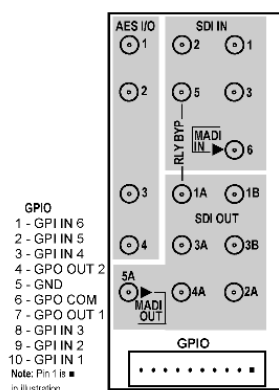 AES I/O SDI IN
1 2 1
2 5 3
RLY BYP
MADI IN 6
3 1A 1B
SDI OUT
4 3A 3B
5A 4A 2A
MADI OUT
GPIO
GPIO
1 - GPI IN 6
2 - GPI IN 5
3 - GPI IN 4
4 - GPO OUT 2
5 - GND
6 - GPO COM
7 - GPO OUT 1
8 - GPI IN 3
9 - GPI IN 2
10 - GPI IN 1
Note: Pin 1 is ■
in illustration